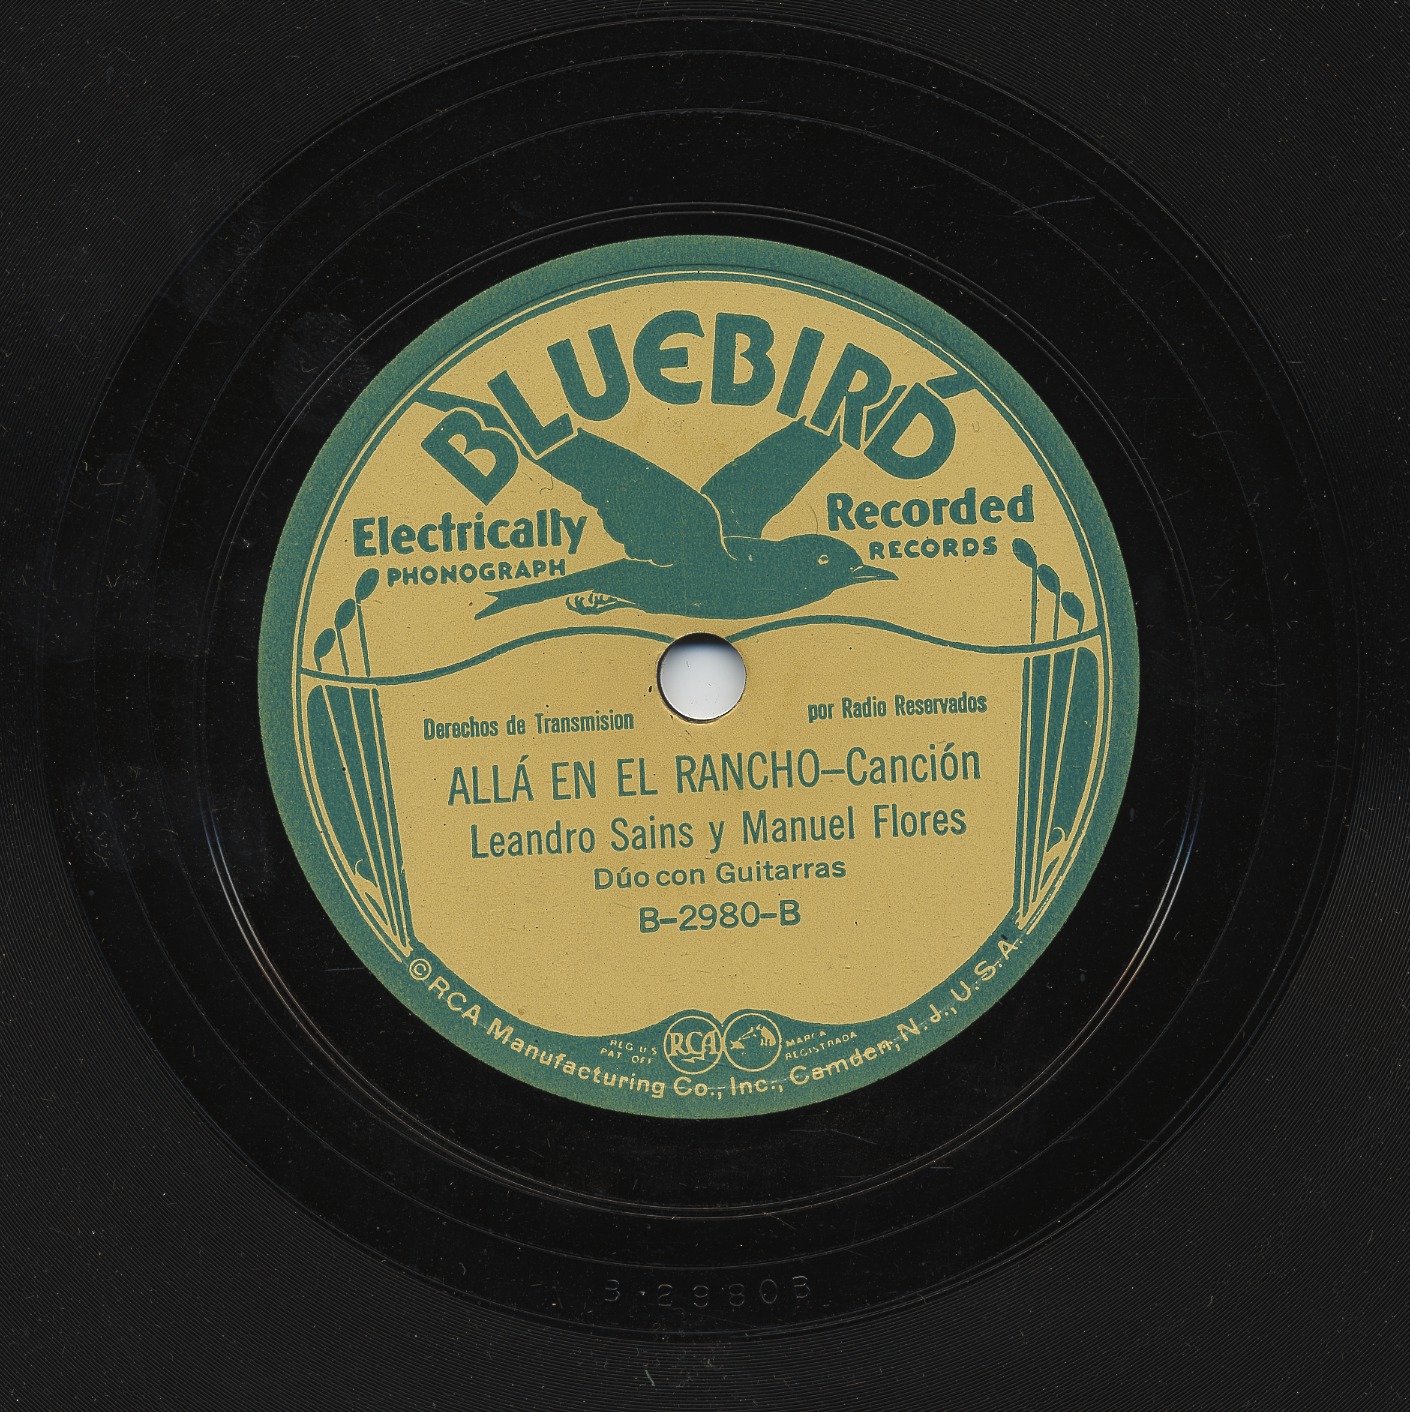 BLUEBIRD
Electrically Recorded
PHONOGRAPH RECORDS
Derechos de Transmision por Radio Reservados
ALLÁ EN EL RANCHO–Canción
Leandro Sains y Manuel Flores
Dúo con Guitarras
B–2980–B
REG U S
PAT OFF
RCA
MARCA
REGISTRADA
©RCA Manufacturing Co., Inc., Camden, N.J., U.S.A.
B-2980B